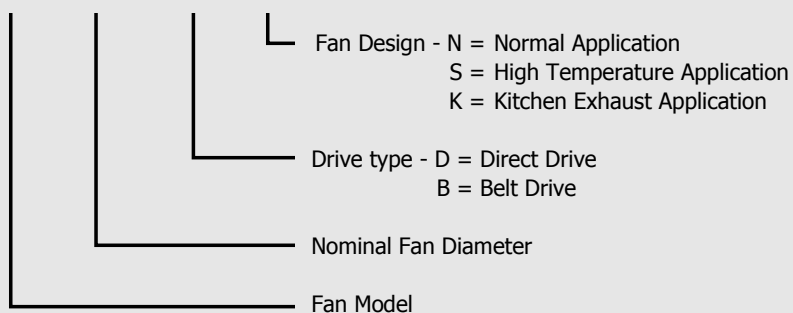 Fan Design - N = Normal Application
S = High Temperature Application
K = Kitchen Exhaust Application
Drive type - D = Direct Drive
B = Belt Drive
Nominal Fan Diameter
Fan Model